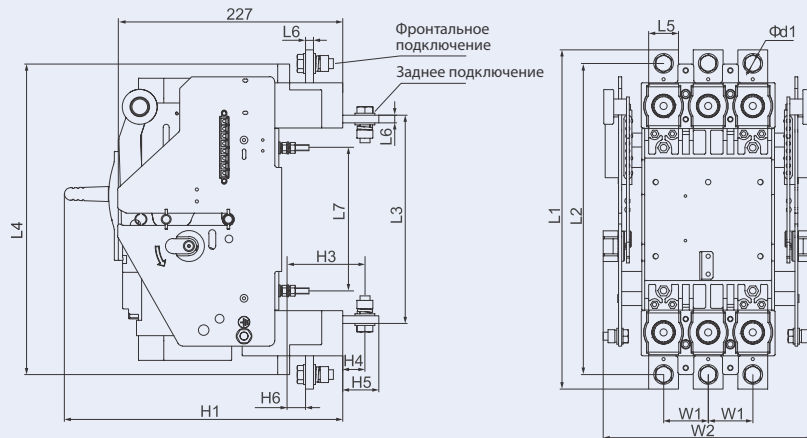 227
L6
Фронтальное
подключение
Заднее подключение
L6
L4
L7
L3
H3
H4
H5
H6
H1
L5
Фd1
L1
L2
W1
W1
W2